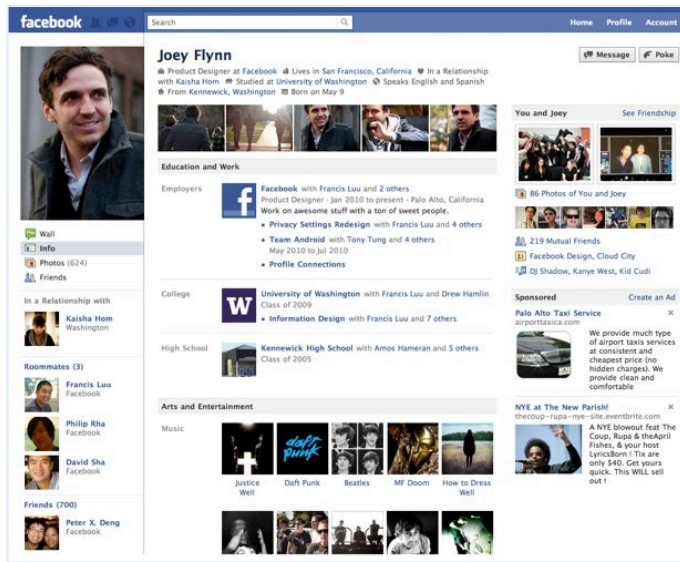 facebook
Search
Home Profile Account
Joey Flynn
Message
Poke
Product Designer at Facebook Lives in San Francisco, California In a Relationship
with Kaisha Hom Studied at University of Washington Speaks English and Spanish
From Kennewick, Washington Born on May 9
Wall
Info
Photos (624)
Friends
In a Relationship with
Kaisha Hom
Washington
Roommates (3)
Francis Luu
Facebook
Philip Rha
Facebook
David Sha
Facebook
Friends (700)
Peter X. Deng
Facebook
Education and Work
Employers
f
Facebook with Francis Luu and 2 others
Product Designer · Jan 2010 to present · Palo Alto, California
Work on awesome stuff with a ton of sweet people.
Privacy Settings Redesign with Francis Luu and 4 others
Team Android with Tony Tung and 4 others
May 2010 to Jul 2010
Profile Connections
College
W
University of Washington with Francis Luu and Drew Hamlin
Class of 2009
Information Design with Francis Luu and 7 others
High School
Kennewick High School with Amos Hameran and 5 others
Class of 2005
Arts and Entertainment
Music
daft
punk
Justice
Well
Daft Punk
Beatles
MF Doom
How to Dress
Well
You and Joey
See Friendship
86 Photos of You and Joey
219 Mutual Friends
Facebook Design, Cloud City
DJ Shadow, Kanye West, Kid Cudi
Sponsored
Create an Ad
Palo Alto Taxi Service
airporttaxica.com
We provide much type
of airport taxis services
at consistent and
cheapest price (no
hidden charges). We
provide clean and
comfortable
NYE at The New Parish!
thecoup-rupa-nye-site.eventbrite.com
A NYE blowout feat The
Coup, Rupa & theApril
Fishes, & your host
LyricsBorn ! Tix are
only $40. Get yours
quick. This WILL sell
out !